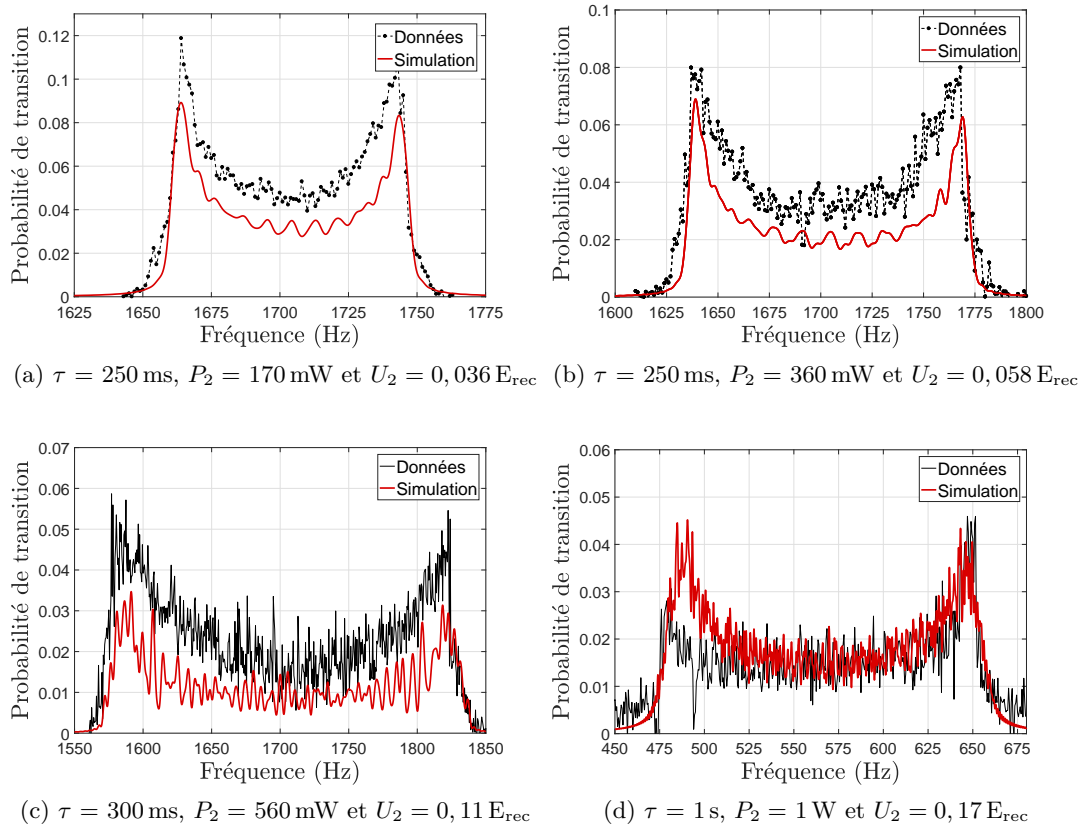 0.12
0.1
0.08
0.06
0.04
0.02
0
1625 1650 1675 1700 1725 1750 1775
Probabilité de transition
Fréquence (Hz)
Données
Simulation
(a) τ = 250 ms, P₂ = 170 mW et U₂ = 0, 036 E_rec
0.1
0.08
0.06
0.04
0.02
0
1600 1625 1650 1675 1700 1725 1750 1775 1800
Probabilité de transition
Fréquence (Hz)
Données
Simulation
(b) τ = 250 ms, P₂ = 360 mW et U₂ = 0, 058 E_rec
0.07
0.06
0.05
0.04
0.03
0.02
0.01
0
1550 1600 1650 1700 1750 1800 1850
Probabilité de transition
Fréquence (Hz)
Données
Simulation
(c) τ = 300 ms, P₂ = 560 mW et U₂ = 0, 11 E_rec
0.06
0.05
0.04
0.03
0.02
0.01
0
450 475 500 525 550 575 600 625 650 675
Probabilité de transition
Fréquence (Hz)
Données
Simulation
(d) τ = 1 s, P₂ = 1 W et U₂ = 0, 17 E_rec